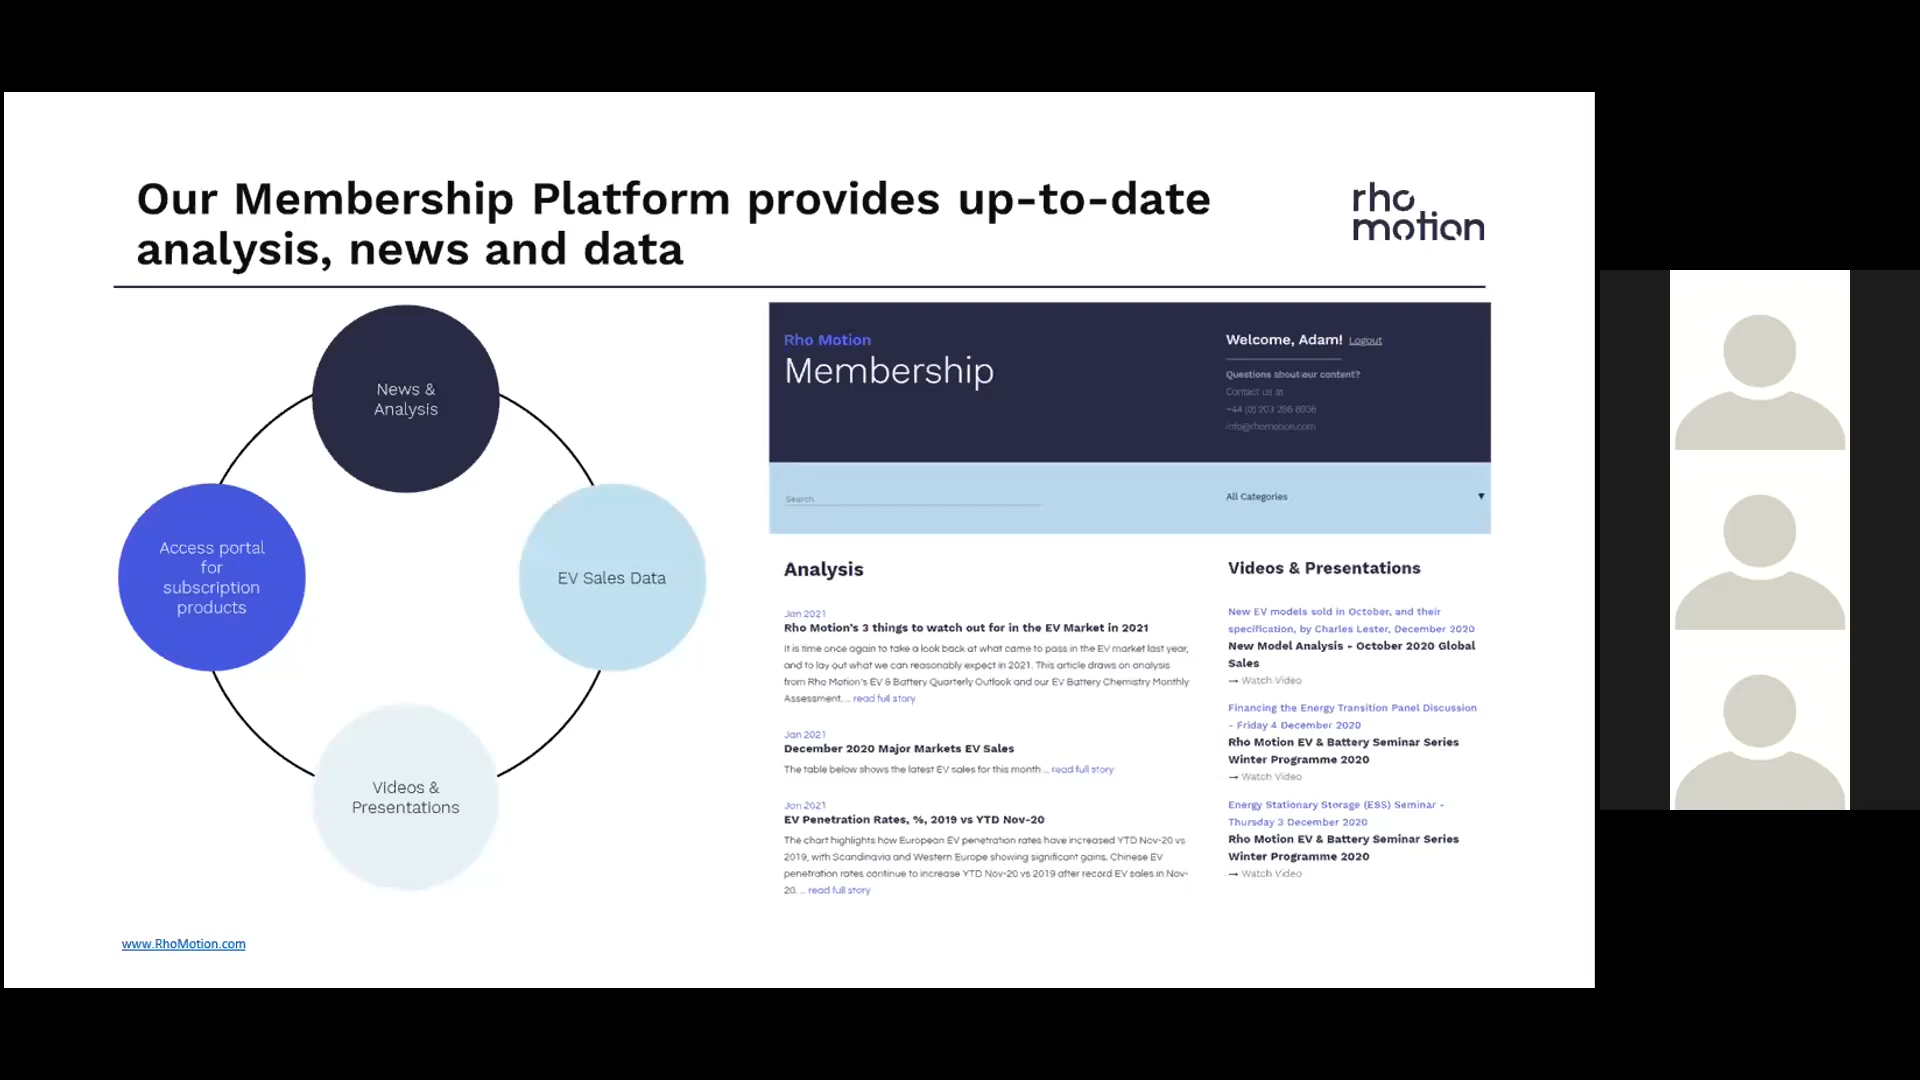 Our Membership Platform provides up-to-date
analysis, news and data
rho
motion
News &
Analysis
Access portal
for
subscription
products
EV Sales Data
Videos &
Presentations
Rho Motion
Membership
Welcome, Adam! Logout
Questions about our content?
Contact us at
+44 (0) 203 286 8936
info@rhomotion.com
Search
All Categories
Analysis
Jan 2021
Rho Motion's 3 things to watch out for in the EV Market in 2021
It is time once again to take a look back at what came to pass in the EV market last year,
and to lay out what we can reasonably expect in 2021. This article draws on analysis
from Rho Motion's EV & Battery Quarterly Outlook and our EV Battery Chemistry Monthly
Assessment. ... read full story
Jan 2021
December 2020 Major Markets EV Sales
The table below shows the latest EV sales for this month ... read full story
Jan 2021
EV Penetration Rates, %, 2019 vs YTD Nov-20
The chart highlights how European EV penetration rates have increased YTD Nov-20 vs
2019, with Scandinavia and Western Europe showing significant gains. Chinese EV
penetration rates continue to increase YTD Nov-20 vs 2019 after record EV sales in Nov-
20. ... read full story
Videos & Presentations
New EV models sold in October, and their
specification, by Charles Lester, December 2020
New Model Analysis - October 2020 Global
Sales
→ Watch Video
Financing the Energy Transition Panel Discussion
- Friday 4 December 2020
Rho Motion EV & Battery Seminar Series
Winter Programme 2020
→ Watch Video
Energy Stationary Storage (ESS) Seminar -
Thursday 3 December 2020
Rho Motion EV & Battery Seminar Series
Winter Programme 2020
→ Watch Video
www.RhoMotion.com